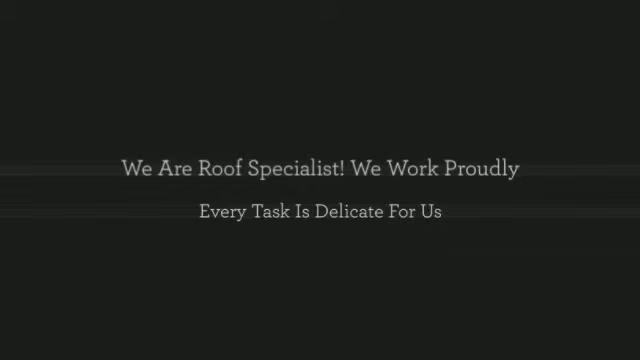 We Are Roof Specialist! We Work Proudly
Every Task Is Delicate For Us